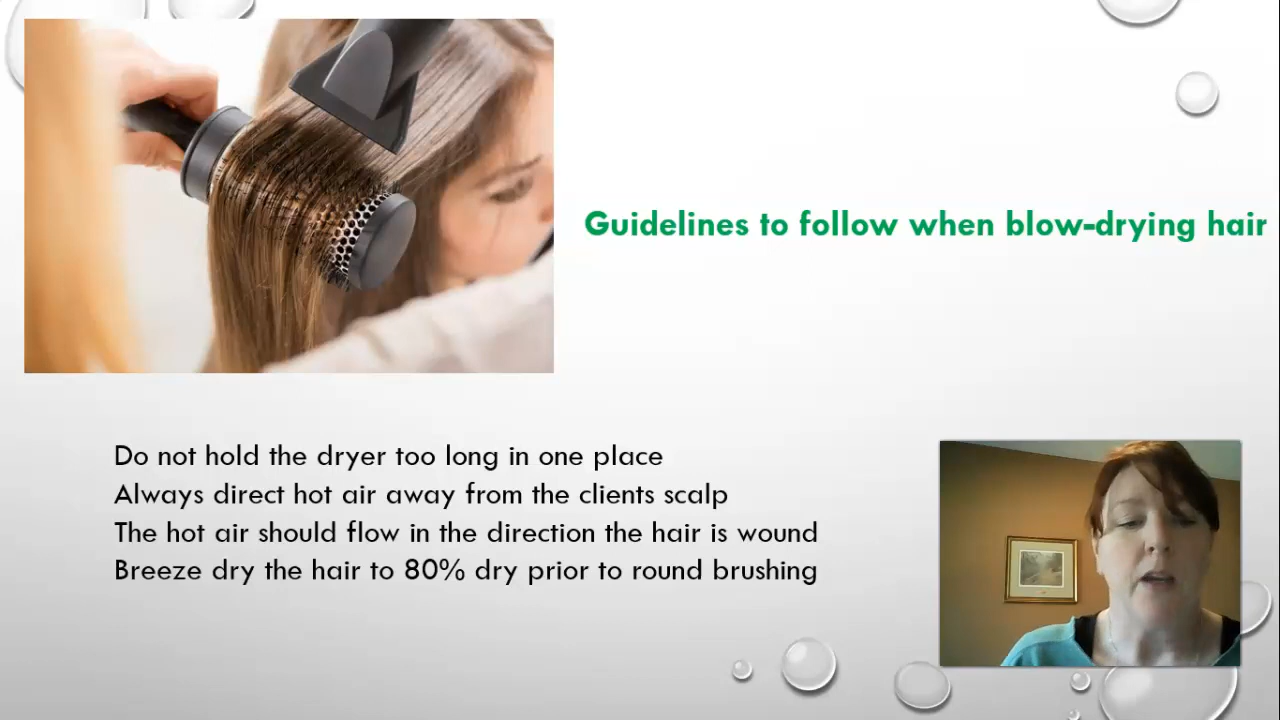 Guidelines to follow when blow-drying hair
Do not hold the dryer too long in one place
Always direct hot air away from the clients scalp
The hot air should flow in the direction the hair is wound
Breeze dry the hair to 80% dry prior to round brushing